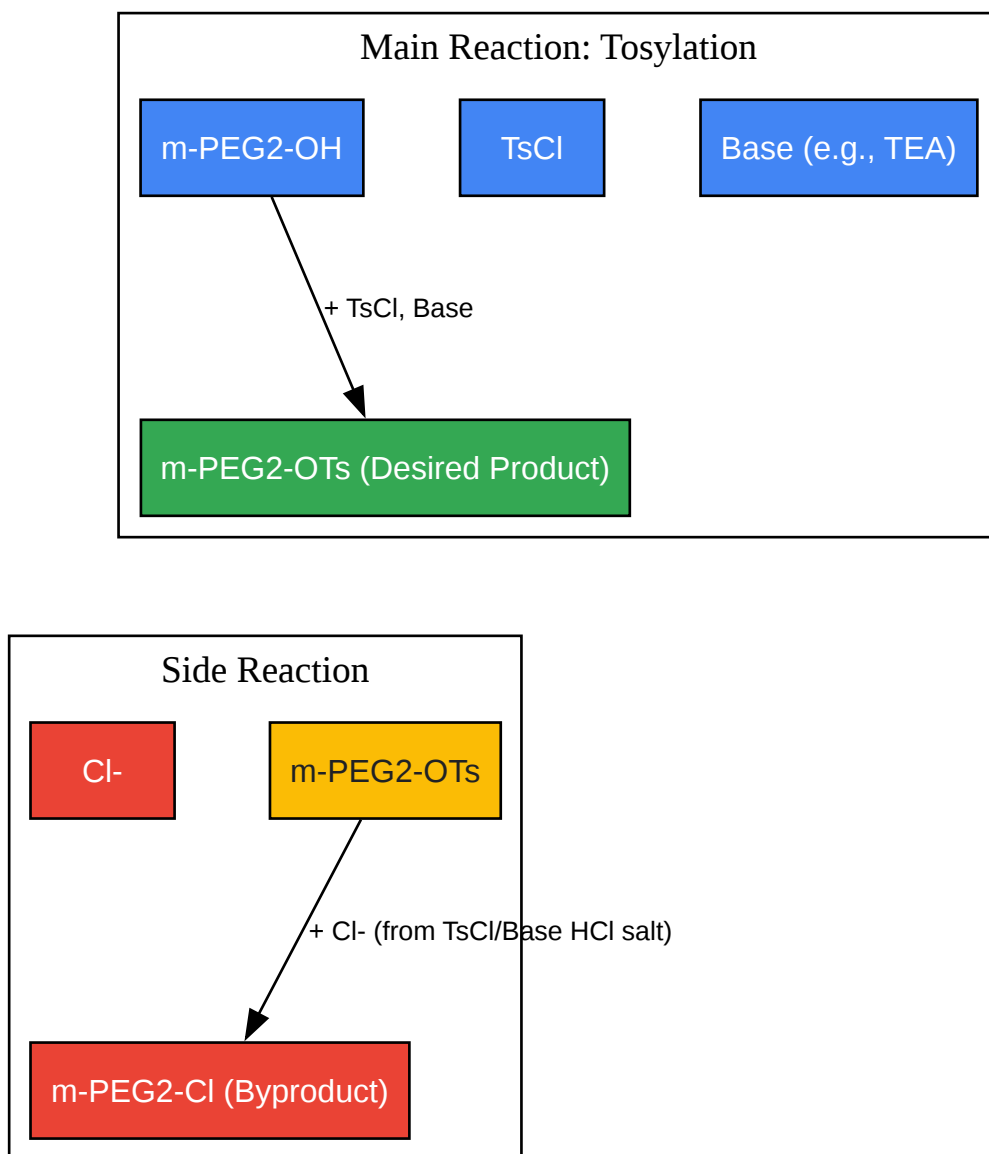 Main Reaction: Tosylation
m-PEG2-OH
TsCl
Base (e.g., TEA)
+ TsCl, Base
m-PEG2-OTs (Desired Product)
Side Reaction
Cl-
m-PEG2-OTs
+ Cl- (from TsCl/Base HCl salt)
m-PEG2-Cl (Byproduct)